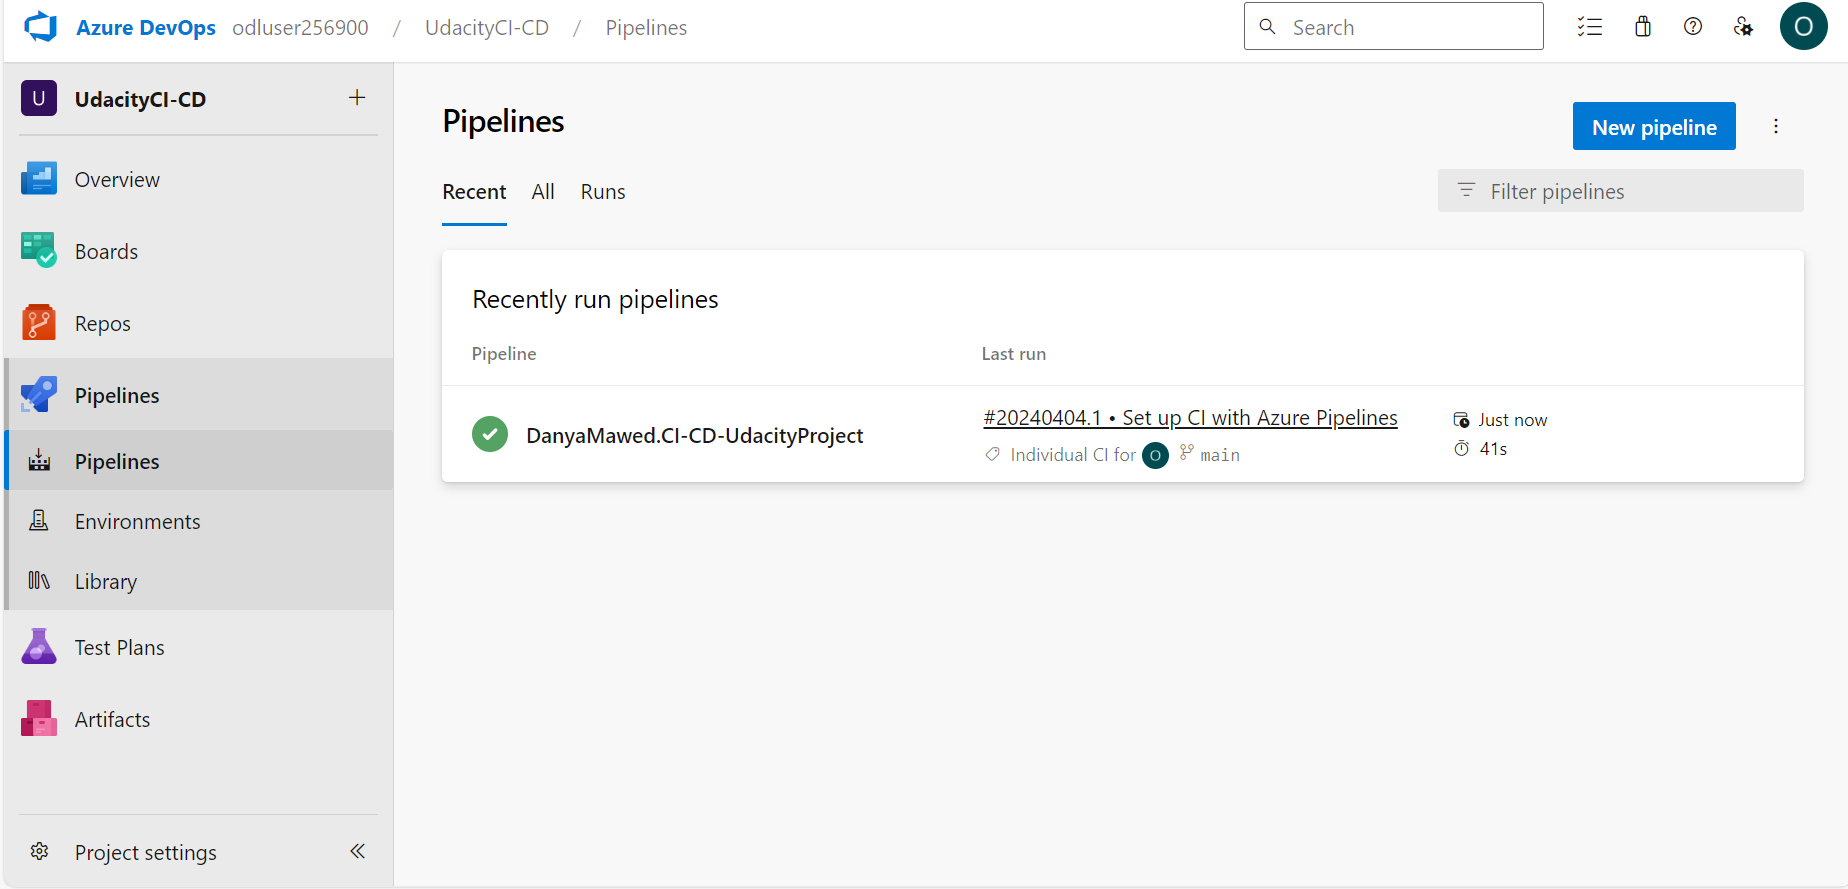 Azure DevOps odluser256900 / UdacityCI-CD / Pipelines
Search
O
U UdacityCI-CD
Overview
Boards
Repos
Pipelines
Pipelines
Environments
Library
Test Plans
Artifacts
Project settings
Pipelines
New pipeline
Recent All Runs
Filter pipelines
Recently run pipelines
Pipeline Last run
DanyaMawed.CI-CD-UdacityProject
#20240404.1 • Set up CI with Azure Pipelines
Individual CI for O main
Just now
41s